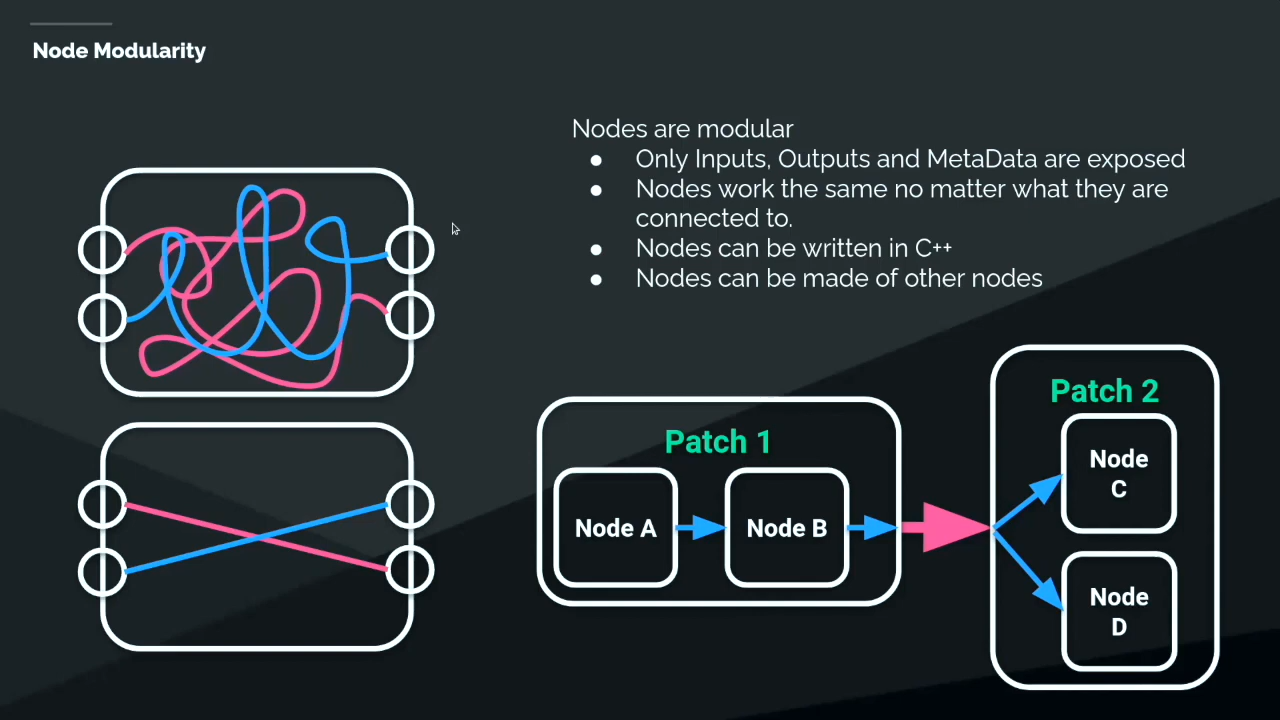 Node Modularity
Nodes are modular
● Only Inputs, Outputs and MetaData are exposed
● Nodes work the same no matter what they are
connected to.
● Nodes can be written in C++
● Nodes can be made of other nodes
Patch 1
Node A
Node B
Patch 2
Node
C
Node
D